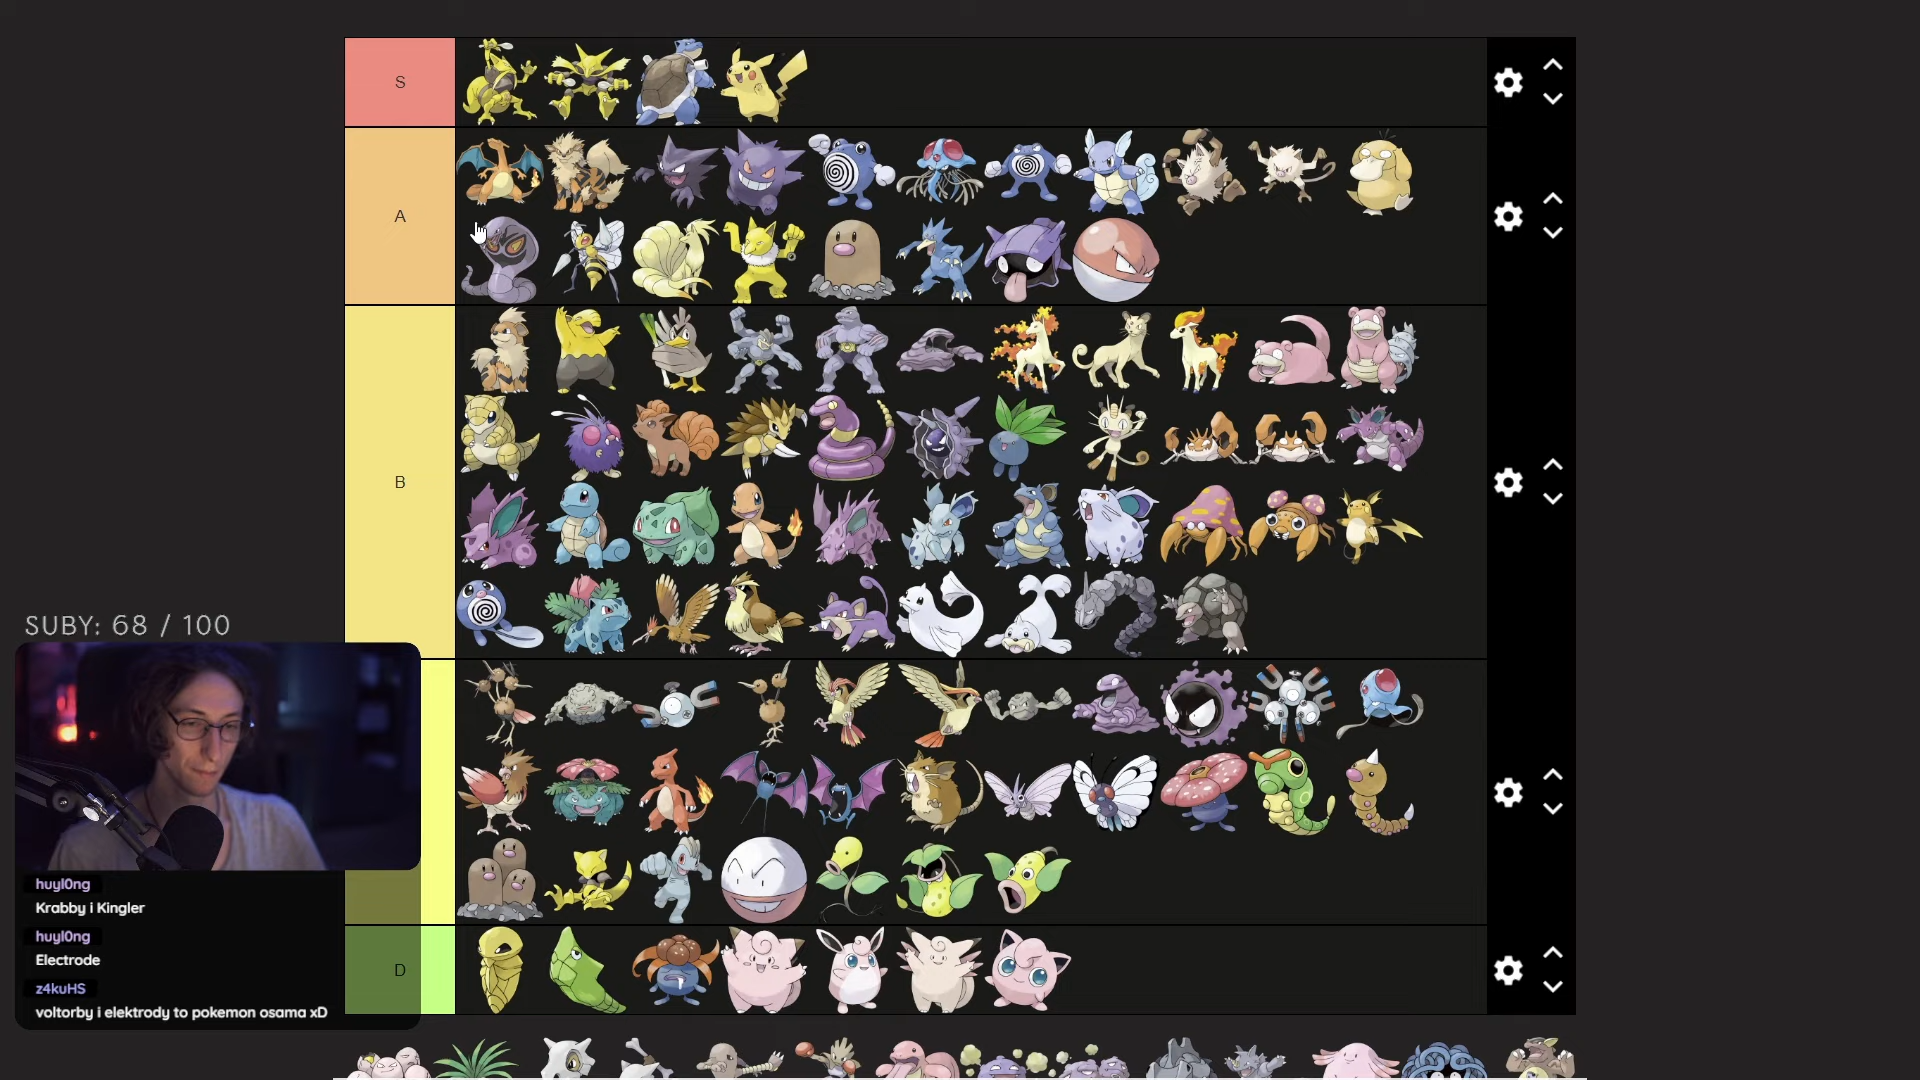 S
A
B
D
SUBY: 68 / 100
huyl0ng
Krabby i Kingler
huyl0ng
Electrode
z4kuHS
voltorby i elektrody to pokemon osama xD